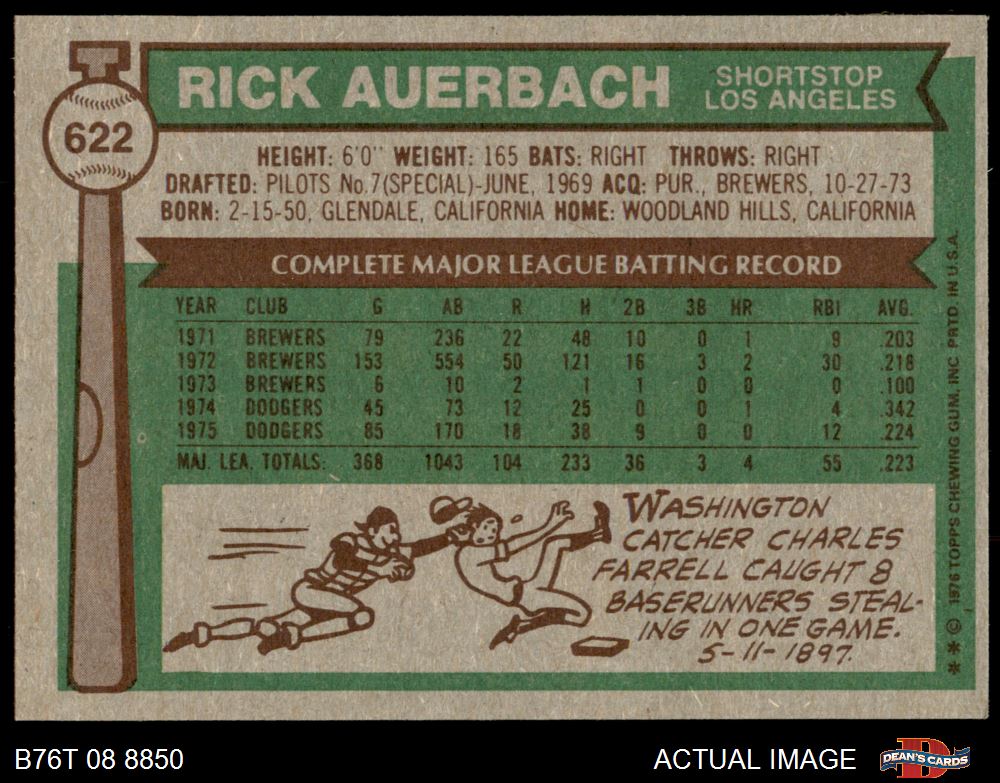 622
RICK AUERBACH
SHORTSTOP
LOS ANGELES
HEIGHT: 6'0" WEIGHT: 165 BATS: RIGHT THROWS: RIGHT
DRAFTED: PILOTS No.7(SPECIAL)-JUNE, 1969 ACQ: PUR., BREWERS, 10-27-73
BORN: 2-15-50, GLENDALE, CALIFORNIA HOME: WOODLAND HILLS, CALIFORNIA
COMPLETE MAJOR LEAGUE BATTING RECORD
YEAR CLUB G AB R H 2B 3B HR RBI AVG.
1971 BREWERS 79 236 22 48 10 0 1 9 .203
1972 BREWERS 153 554 50 121 16 3 2 30 .218
1973 BREWERS 6 10 2 1 1 0 0 0 .100
1974 DODGERS 45 73 12 25 0 0 1 4 .342
1975 DODGERS 85 170 18 38 9 0 0 12 .224
MAJ. LEA. TOTALS: 368 1043 104 233 36 3 4 55 .223
WASHINGTON
CATCHER CHARLES
FARRELL CAUGHT 8
BASERUNNERS STEAL-
ING IN ONE GAME.
5-11-1897.
* * © 1976 TOPPS CHEWING GUM, INC. PRTD. IN U.S.A.
B76T 08 8850
ACTUAL IMAGE
DEAN'S CARDS